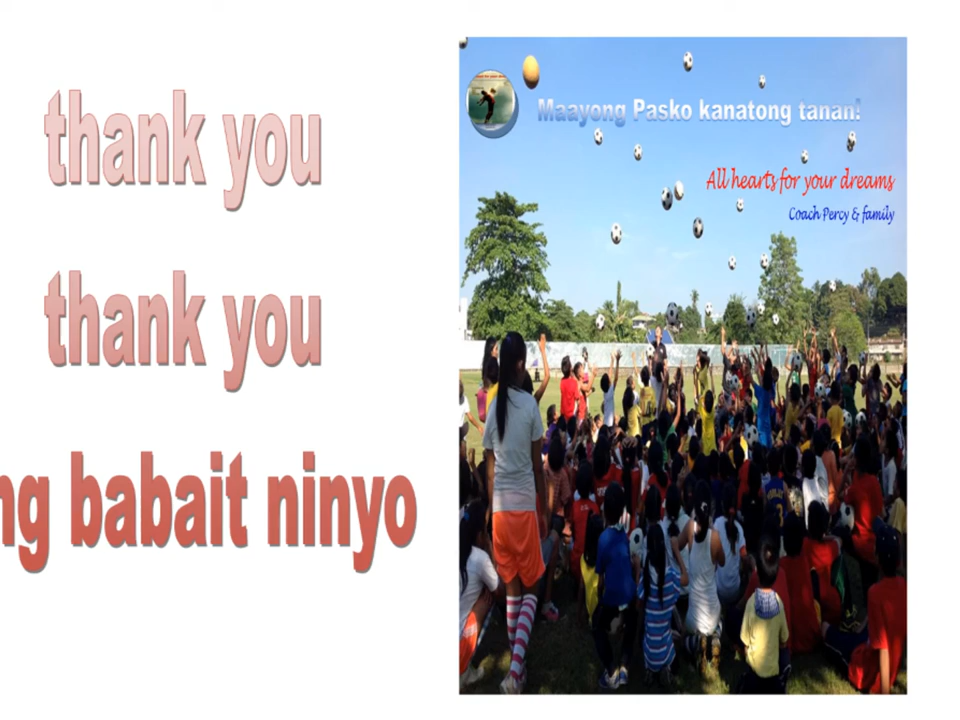 thank you
thank you
ng babait ninyo
Maayong Pasko kanatong tanan!
All hearts for your dreams
Coach Percy & family